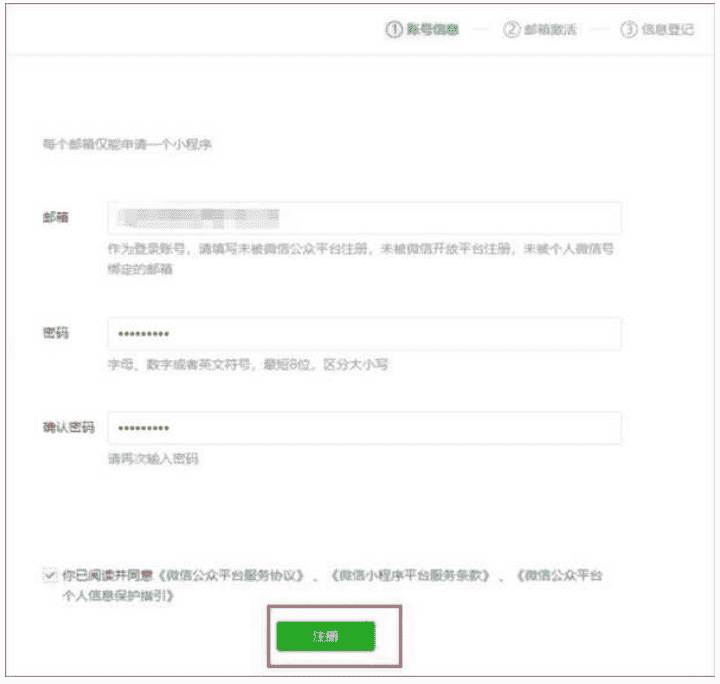 ① 账号信息 ② 邮箱激活 ③ 信息登记
每个邮箱仅能申请一个小程序
邮箱
作为登录账号，请填写未被微信公众平台注册，未被微信开放平台注册，未被个人微信号
绑定的邮箱
密码 •••••••••
字母、数字或者英文符号，最短8位，区分大小写
确认密码 •••••••••
请再次输入密码
你已阅读并同意《微信公众平台服务协议》、《微信小程序平台服务条款》、《微信公众平台
个人信息保护指引》
注册